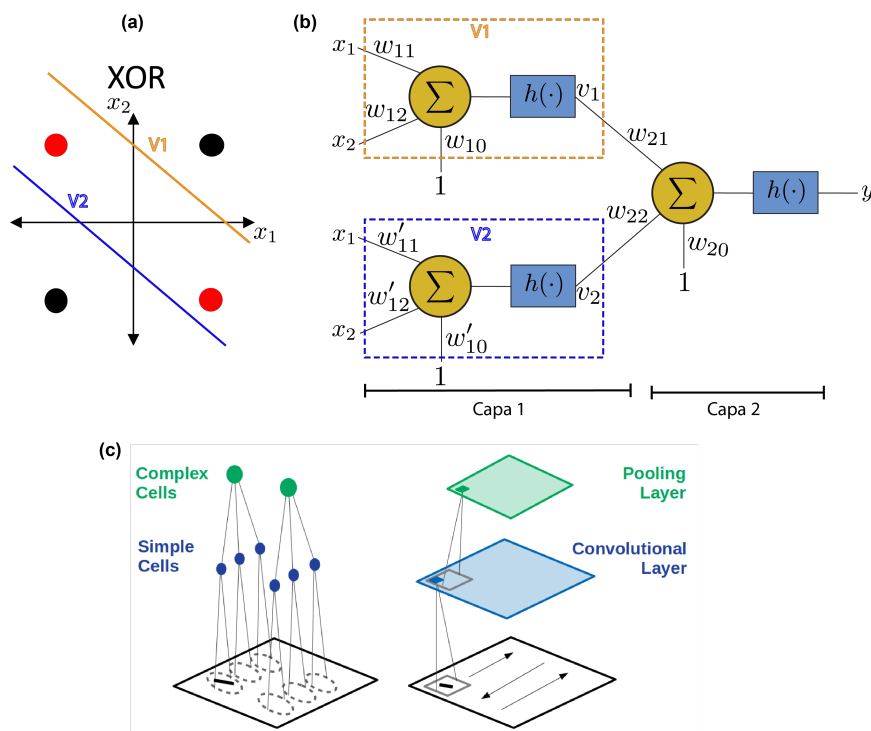 (a)
XOR
x₂
V1
V2
x₁
(b)
V1
x₁
w₁₁
w₁₂
x₂
w₁₀
1
Σ
h(·)
v₁
w₂₁
V2
x₁
w′₁₁
w′₁₂
x₂
w′₁₀
1
Σ
h(·)
v₂
w₂₂
Σ
w₂₀
1
h(·)
y
Capa 1
Capa 2
(c)
Complex
Cells
Simple
Cells
Pooling
Layer
Convolutional
Layer